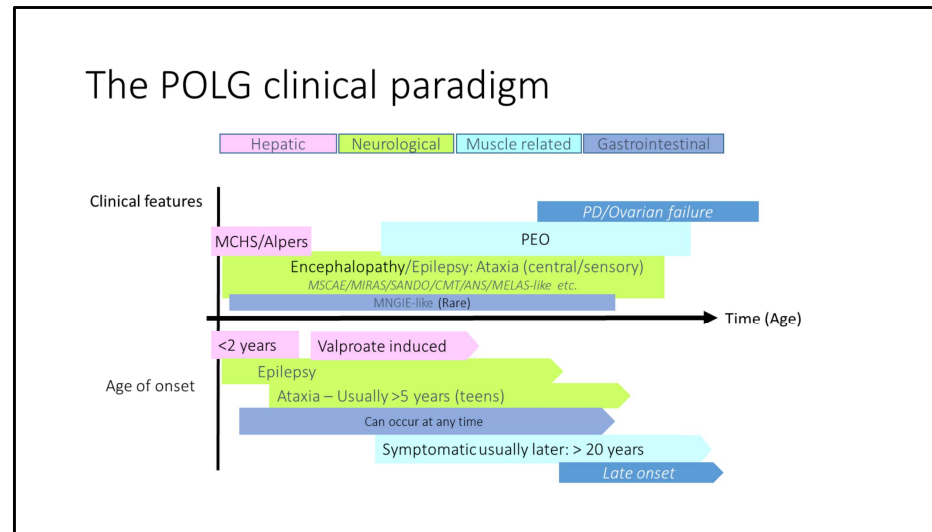 The POLG clinical paradigm
Hepatic Neurological Muscle related Gastrointestinal
Clinical features
PD/Ovarian failure
MCHS/Alpers PEO
Encephalopathy/Epilepsy: Ataxia (central/sensory)
MSCAE/MIRAS/SANDO/CMT/ANS/MELAS-like etc.
MNGIE-like (Rare)
Time (Age)
<2 years Valproate induced
Epilepsy
Age of onset
Ataxia – Usually >5 years (teens)
Can occur at any time
Symptomatic usually later: > 20 years
Late onset